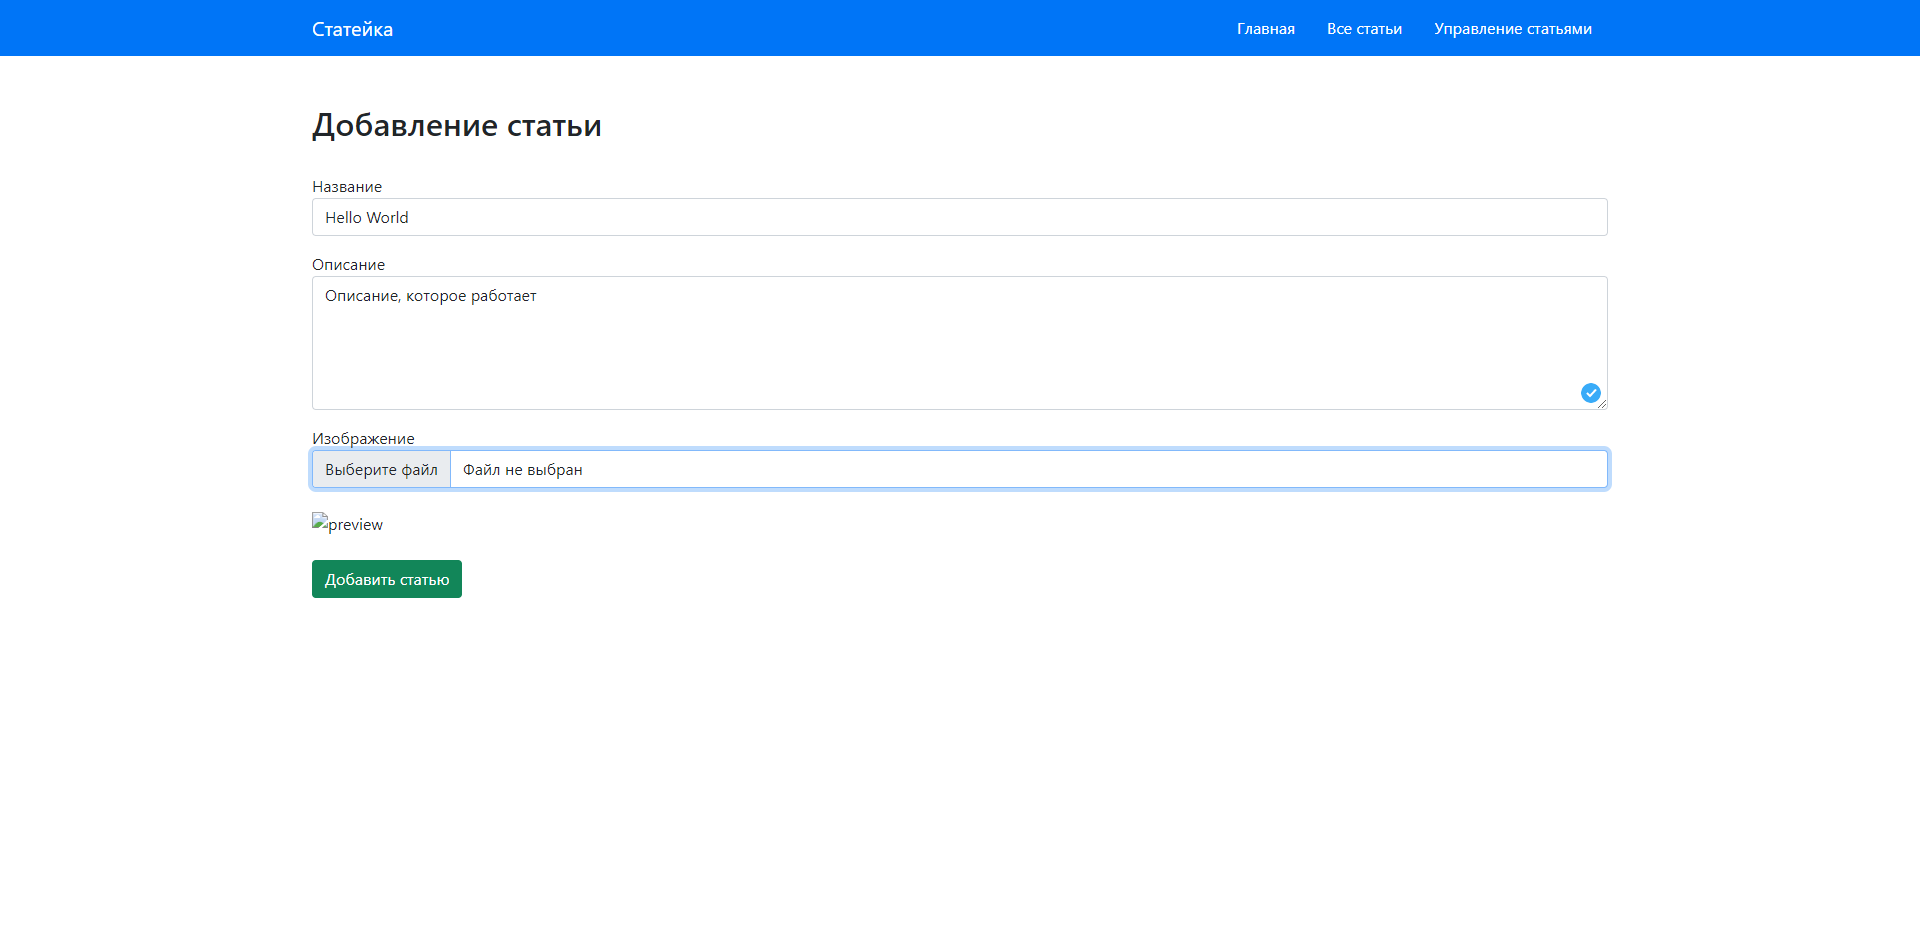 Статейка
Главная Все статьи Управление статьями
Добавление статьи
Название
Hello World
Описание
Описание, которое работает
Изображение
Выберите файл Файл не выбран
preview
Добавить статью